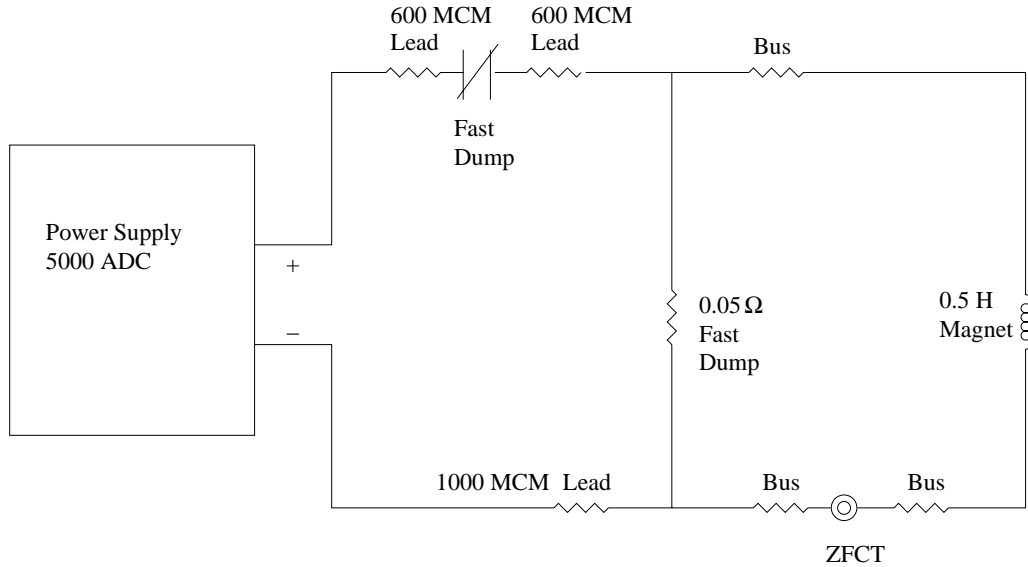 600 MCM
Lead
600 MCM
Lead
Bus
Fast
Dump
Power Supply
5000 ADC
+
−
0.05 Ω
Fast
Dump
0.5 H
Magnet
1000 MCM Lead
Bus
Bus
ZFCT